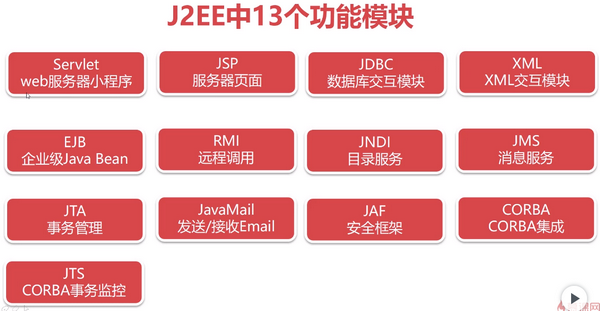 J2EE中13个功能模块
Servlet
web服务器小程序
JSP
服务器页面
JDBC
数据库交互模块
XML
XML交互模块
EJB
企业级Java Bean
RMI
远程调用
JNDI
目录服务
JMS
消息服务
JTA
事务管理
JavaMail
发送/接收Email
JAF
安全框架
CORBA
CORBA集成
JTS
CORBA事务监控
网